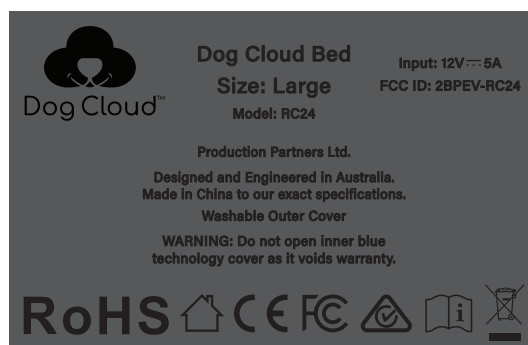 Dog Cloud™
Dog Cloud Bed
Size: Large
Model: RC24
Input: 12V⎓5A
FCC ID: 2BPEV-RC24
Production Partners Ltd.
Designed and Engineered in Australia.
Made in China to our exact specifications.
Washable Outer Cover
WARNING: Do not open inner blue
technology cover as it voids warranty.
RoHS CE FC i